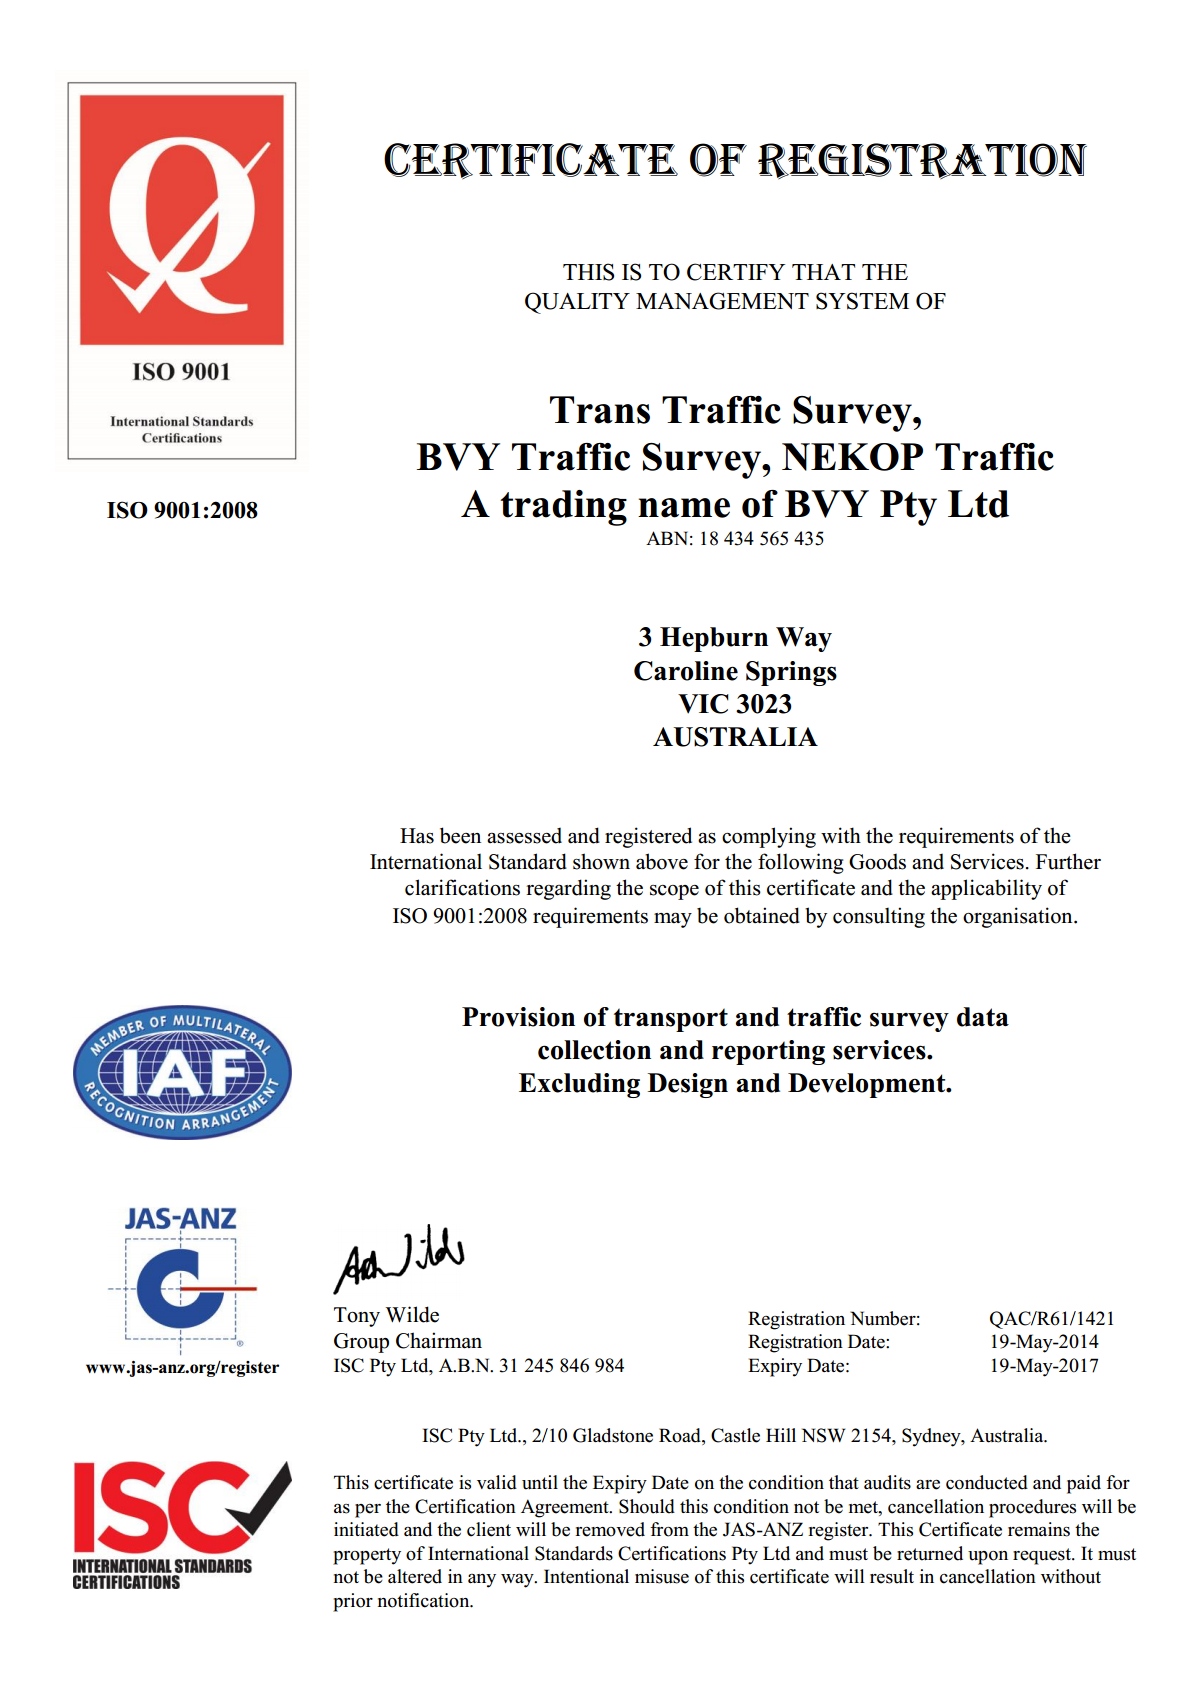 CERTIFICATE OF REGISTRATION
THIS IS TO CERTIFY THAT THE
QUALITY MANAGEMENT SYSTEM OF
ISO 9001
International Standards
Certifications
ISO 9001:2008
Trans Traffic Survey,
BVY Traffic Survey, NEKOP Traffic
A trading name of BVY Pty Ltd
ABN: 18 434 565 435
3 Hepburn Way
Caroline Springs
VIC 3023
AUSTRALIA
Has been assessed and registered as complying with the requirements of the
International Standard shown above for the following Goods and Services. Further
clarifications regarding the scope of this certificate and the applicability of
ISO 9001:2008 requirements may be obtained by consulting the organisation.
MEMBER OF MULTILATERAL
IAF
RECOGNITION ARRANGEMENT
Provision of transport and traffic survey data
collection and reporting services.
Excluding Design and Development.
JAS-ANZ
®
www.jas-anz.org/register
Tony Wilde
Group Chairman
ISC Pty Ltd, A.B.N. 31 245 846 984
Registration Number: QAC/R61/1421
Registration Date: 19-May-2014
Expiry Date: 19-May-2017
ISC Pty Ltd., 2/10 Gladstone Road, Castle Hill NSW 2154, Sydney, Australia.
ISC
INTERNATIONAL STANDARDS
CERTIFICATIONS
This certificate is valid until the Expiry Date on the condition that audits are conducted and paid for
as per the Certification Agreement. Should this condition not be met, cancellation procedures will be
initiated and the client will be removed from the JAS-ANZ register. This Certificate remains the
property of International Standards Certifications Pty Ltd and must be returned upon request. It must
not be altered in any way. Intentional misuse of this certificate will result in cancellation without
prior notification.